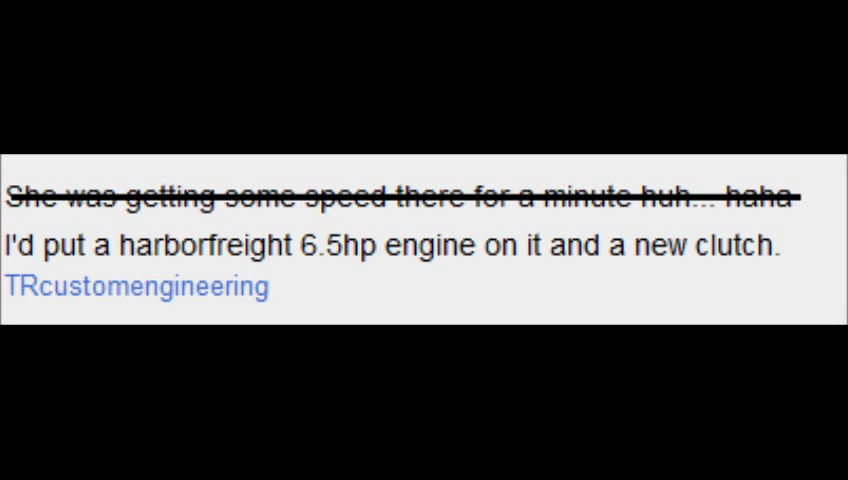 She was getting some speed there for a minute huh... haha
I'd put a harborfreight 6.5hp engine on it and a new clutch.
TRcustomengineering